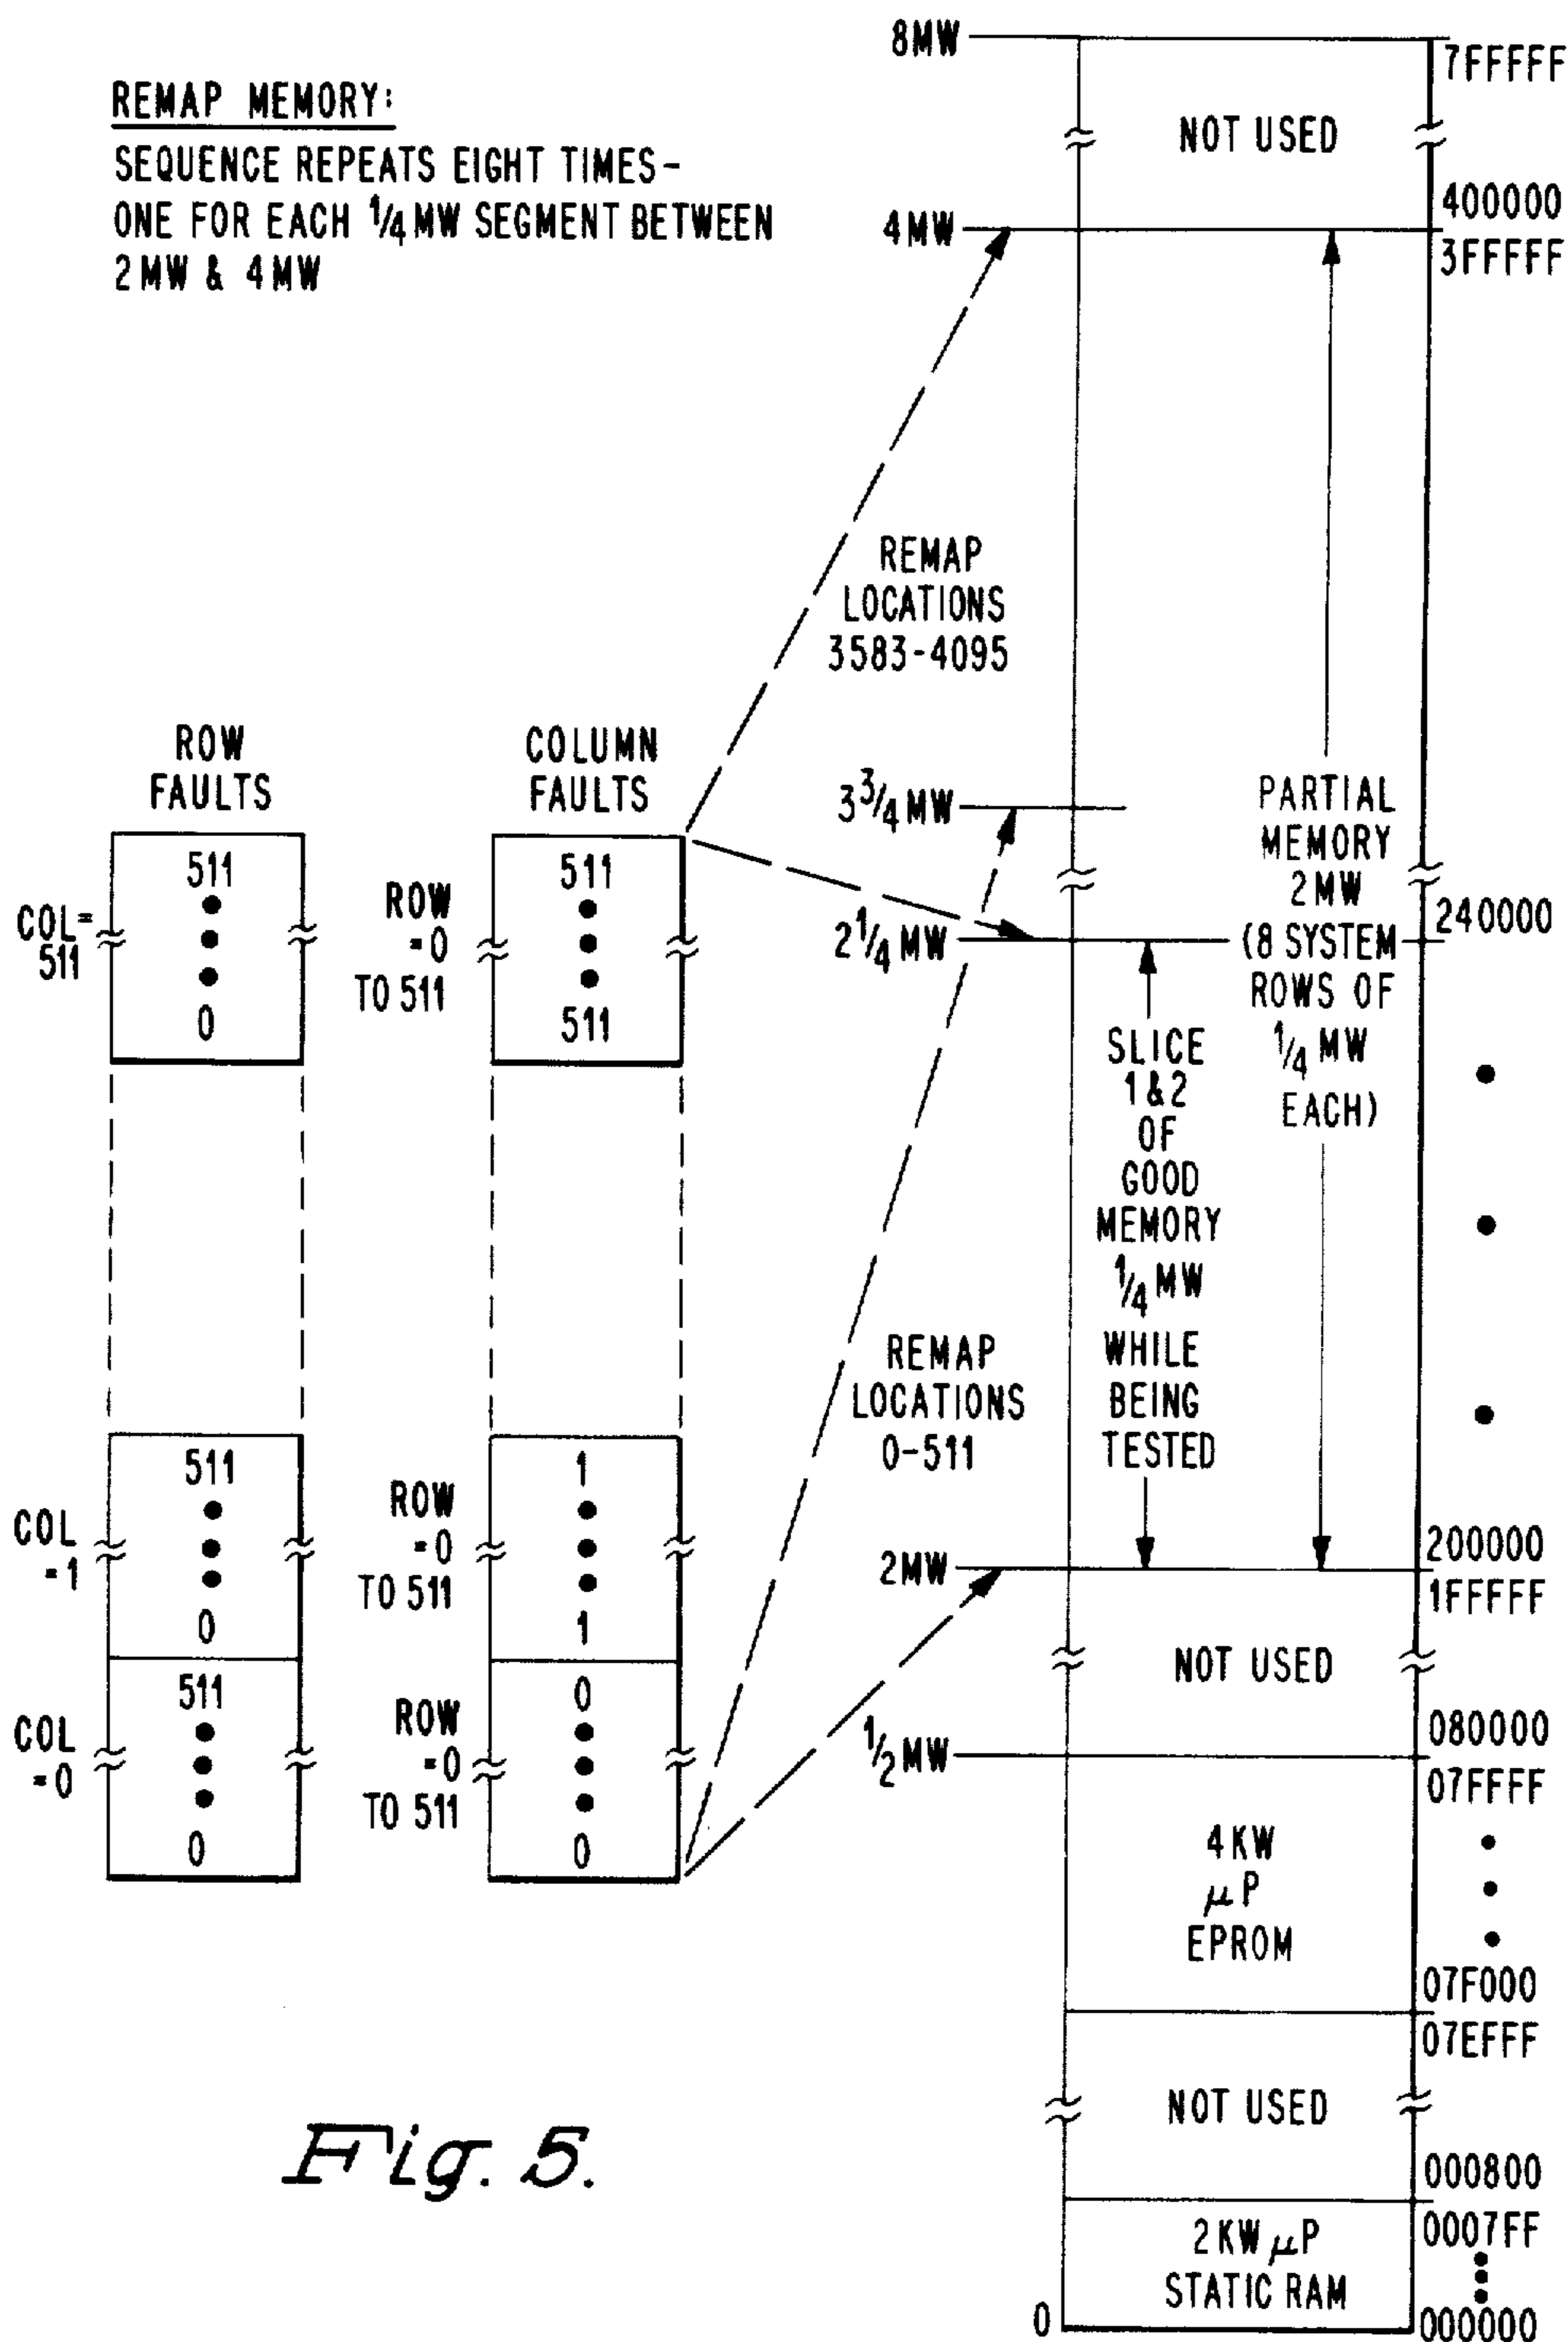 REMAP MEMORY:
SEQUENCE REPEATS EIGHT TIMES-
ONE FOR EACH 1/4 MW SEGMENT BETWEEN
2MW & 4MW
ROW
FAULTS
COL=
511
511
0
COL
=1
511
0
COL
=0
511
0
COLUMN
FAULTS
ROW
=0
TO 511
511
511
ROW
=0
TO 511
1
1
ROW
=0
TO 511
0
0
REMAP
LOCATIONS
3583-4095
REMAP
LOCATIONS
0-511
8MW
4MW
3 3/4 MW
2 1/4 MW
2MW
1/2 MW
0
NOT USED
PARTIAL
MEMORY
2MW
(8 SYSTEM
ROWS OF
1/4 MW
EACH)
SLICE
1&2
OF
GOOD
MEMORY
1/4 MW
WHILE
BEING
TESTED
NOT USED
4KW
μP
EPROM
NOT USED
2KW μP
STATIC RAM
7FFFFF
400000
3FFFFF
240000
200000
1FFFFF
080000
07FFFF
07F000
07EFFF
000800
0007FF
000000
Fig. 5.